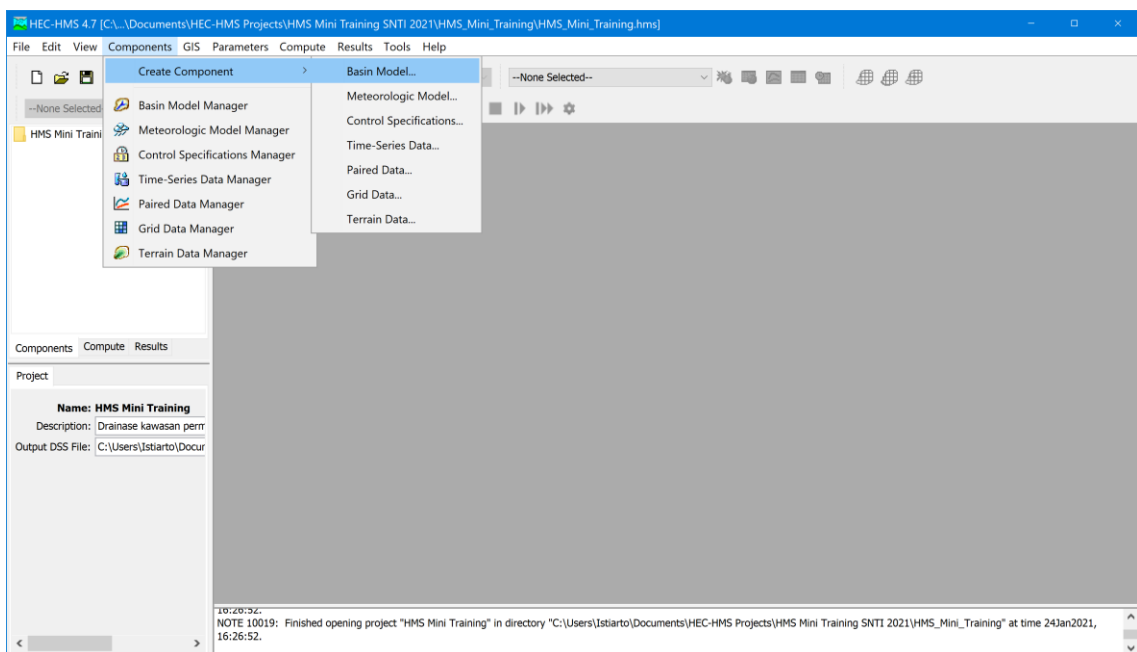 HEC-HMS 4.7 [C:\...\Documents\HEC-HMS Projects\HMS Mini Training SNTI 2021\HMS_Mini_Training\HMS_Mini_Training.hms]
File Edit View Components GIS Parameters Compute Results Tools Help
Create Component
Basin Model...
--None Selected--
Meteorologic Model...
Control Specifications...
Time-Series Data...
Paired Data...
Grid Data...
Terrain Data...
--None Selected
Basin Model Manager
HMS Mini Traini
Meteorologic Model Manager
Control Specifications Manager
Time-Series Data Manager
Paired Data Manager
Grid Data Manager
Terrain Data Manager
Components Compute Results
Project
Name: HMS Mini Training
Description: Drainase kawasan perm
Output DSS File: C:\Users\Istiarto\Docur
16:26:52.
NOTE 10019: Finished opening project "HMS Mini Training" in directory "C:\Users\Istiarto\Documents\HEC-HMS Projects\HMS Mini Training SNTI 2021\HMS_Mini_Training" at time 24Jan2021,
16:26:52.